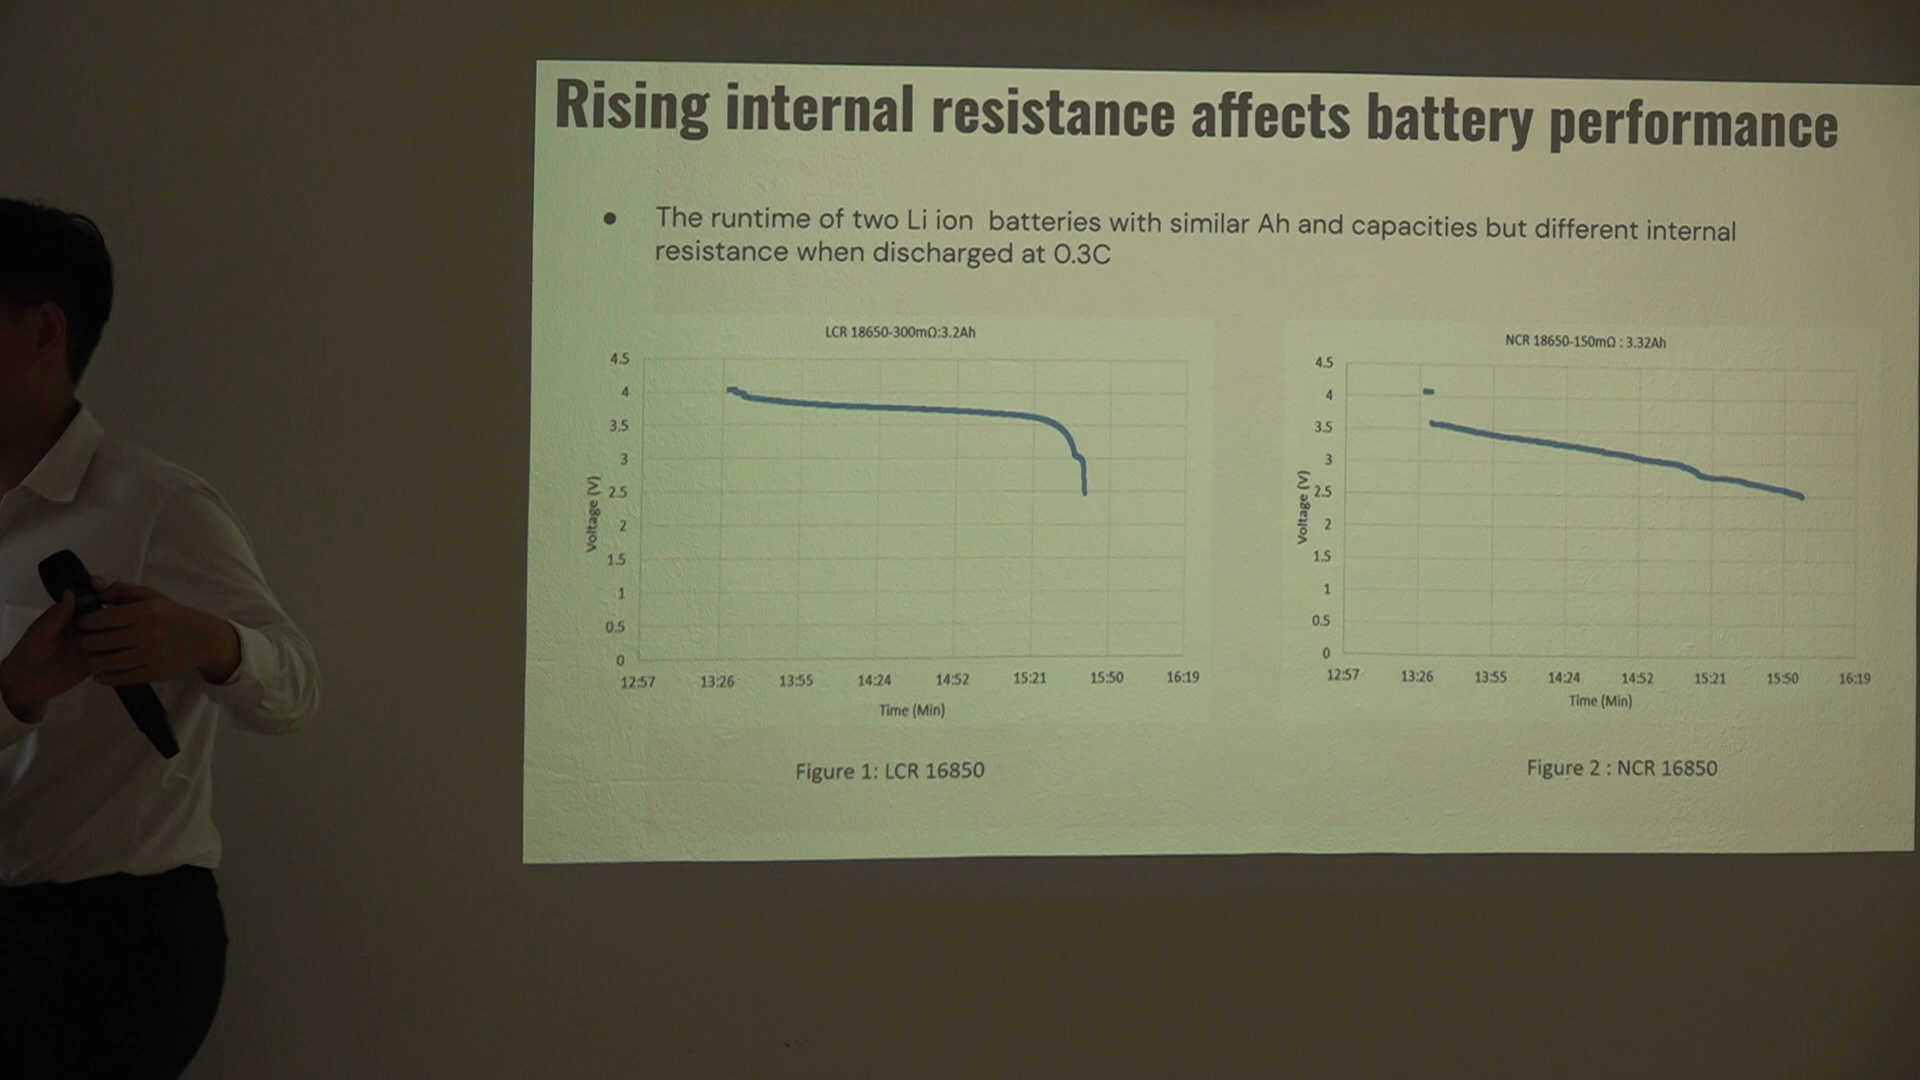 Rising internal resistance affects battery performance
● The runtime of two Li ion batteries with similar Ah and capacities but different internal
resistance when discharged at 0.3C
LCR 18650-300mΩ:3.2Ah
4.5
4
3.5
3
2.5
2
1.5
1
0.5
0
Voltage (V)
12:57 13:26 13:55 14:24 14:52 15:21 15:50 16:19
Time (Min)
Figure 1: LCR 16850
NCR 18650-150mΩ : 3.32Ah
4.5
4
3.5
3
2.5
2
1.5
1
0.5
0
Voltage (V)
12:57 13:26 13:55 14:24 14:52 15:21 15:50 16:19
Time (Min)
Figure 2 : NCR 16850